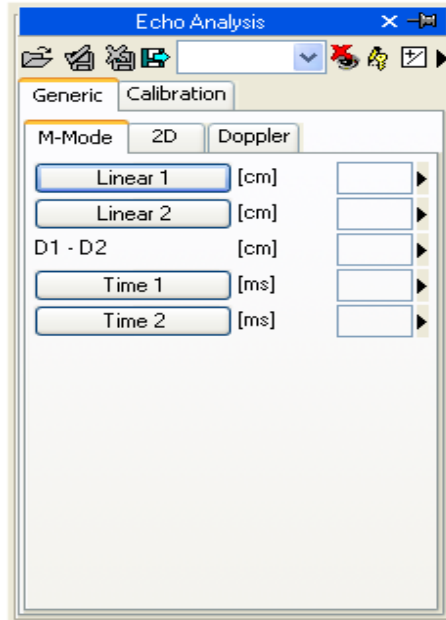 Echo Analysis
Generic Calibration
M-Mode 2D Doppler
Linear 1 [cm]
Linear 2 [cm]
D1 - D2 [cm]
Time 1 [ms]
Time 2 [ms]